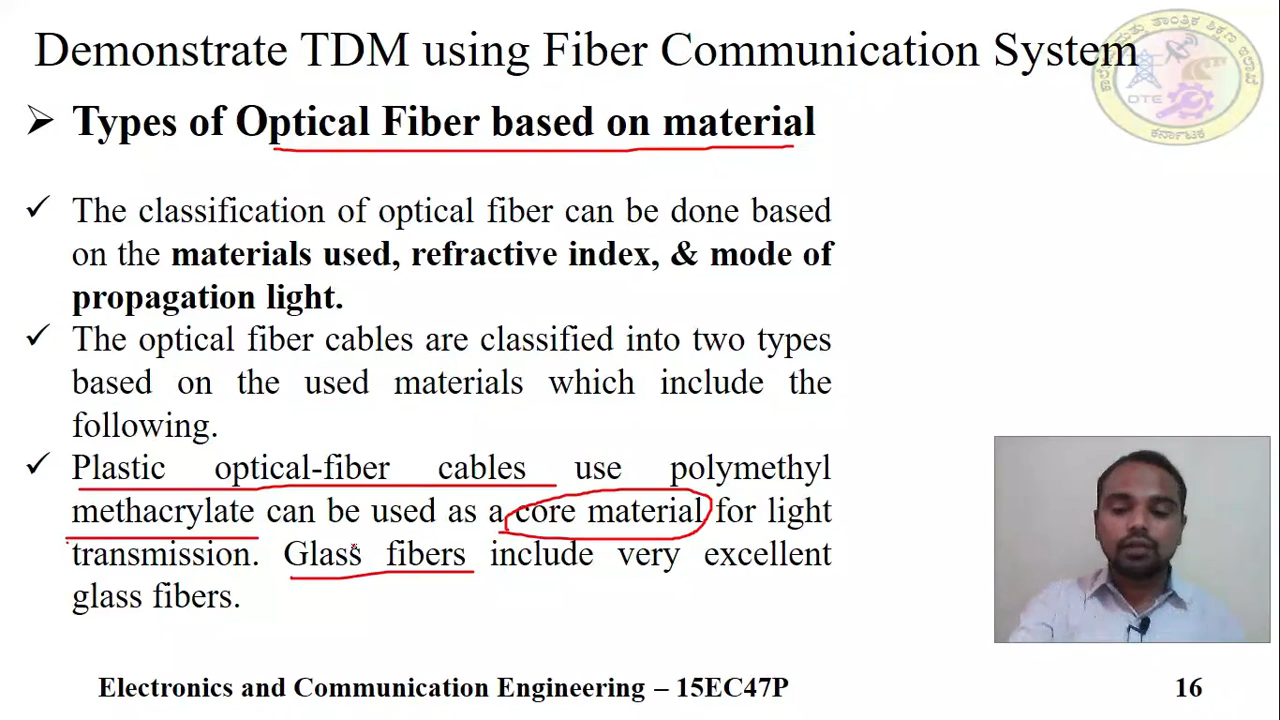 Demonstrate TDM using Fiber Communication System
Types of Optical Fiber based on material
The classification of optical fiber can be done based
on the materials used, refractive index, & mode of
propagation light.
The optical fiber cables are classified into two types
based on the used materials which include the
following.
Plastic optical-fiber cables use polymethyl
methacrylate can be used as a core material for light
transmission. Glass fibers include very excellent
glass fibers.
DTE
ಕರ್ನಾಟಕ
Electronics and Communication Engineering – 15EC47P
16